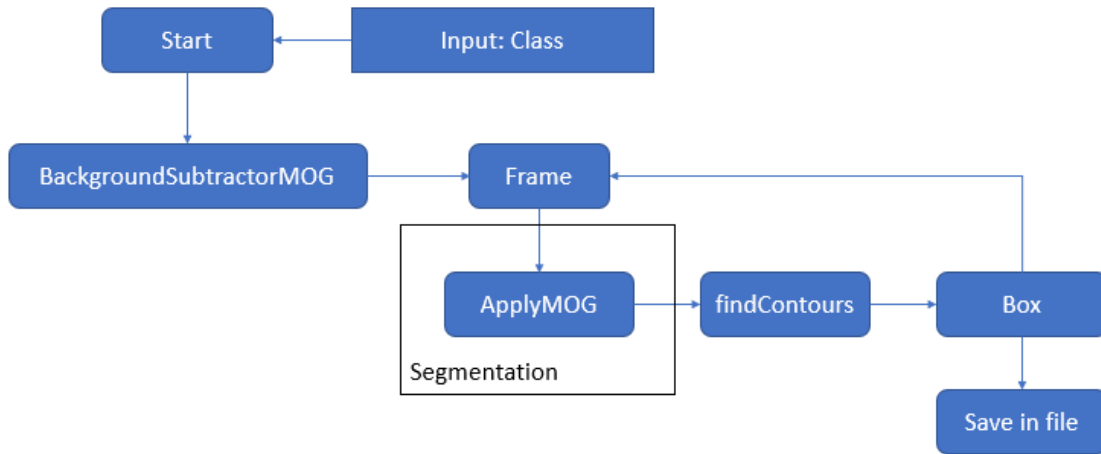 Start
Input: Class
BackgroundSubtractorMOG
Frame
ApplyMOG
findContours
Box
Segmentation
Save in file